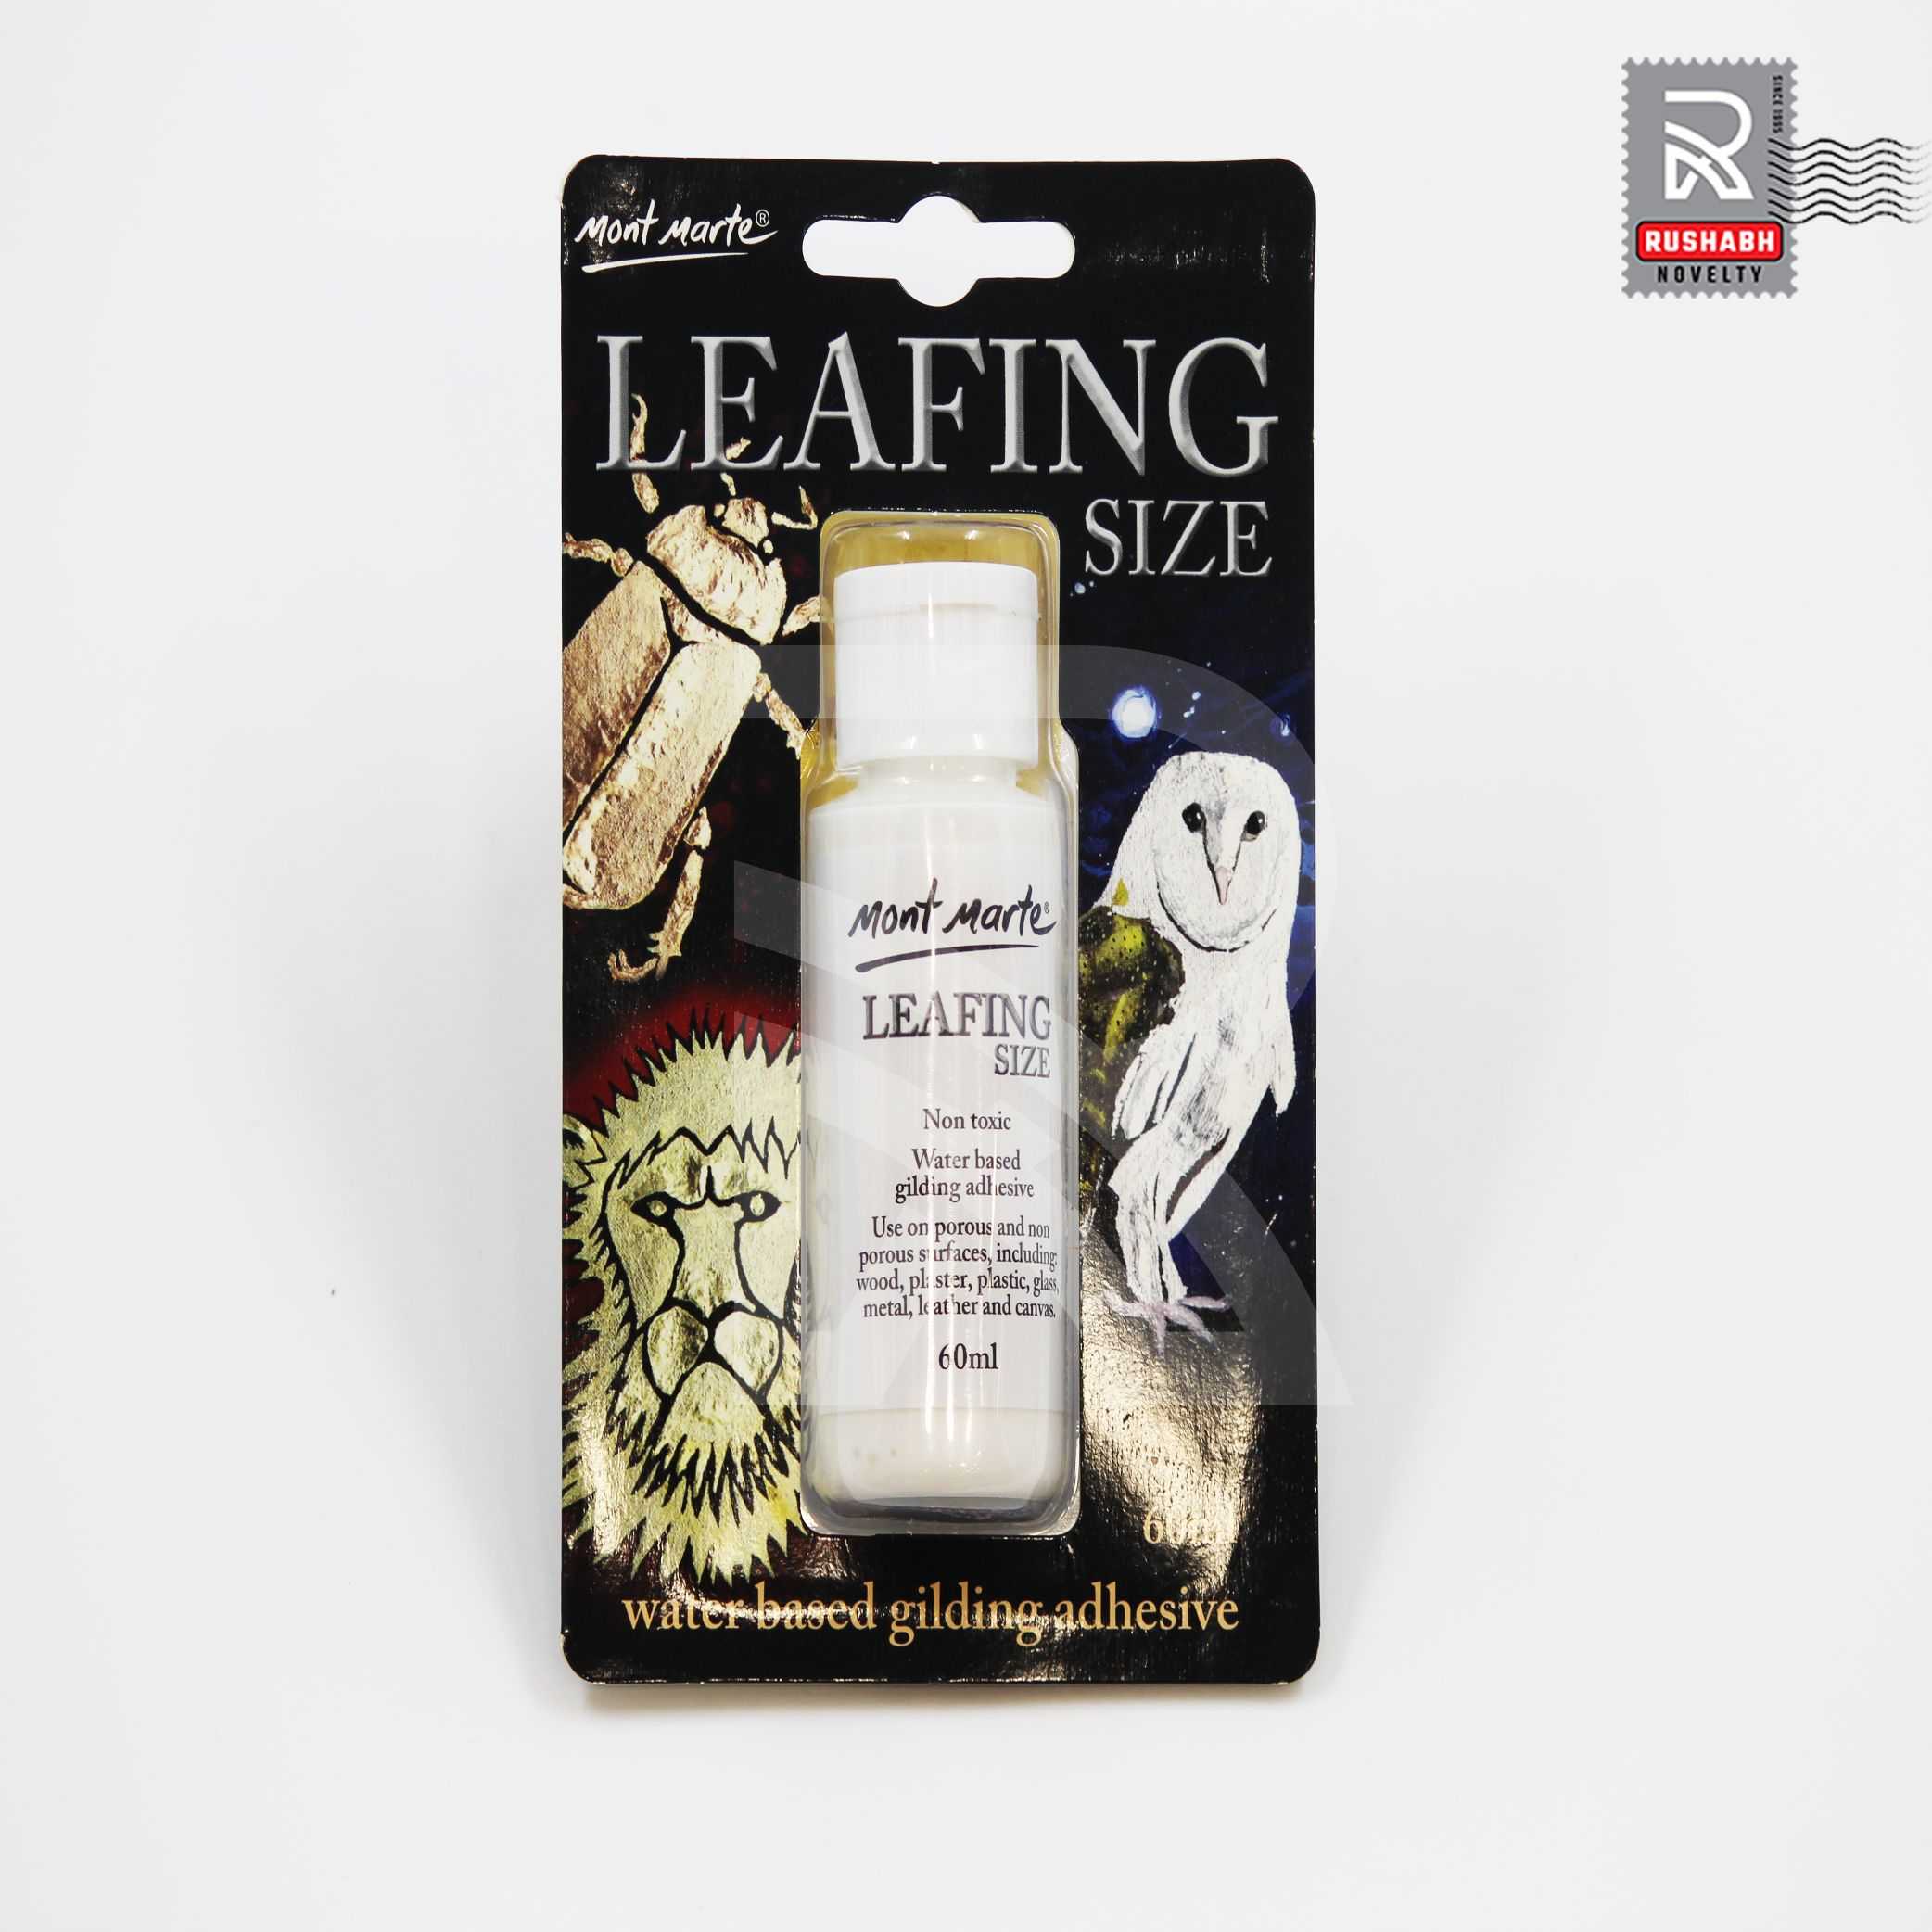 SINCE 1995
RUSHABH
NOVELTY
Mont Marte®
LEAFING
SIZE
Mont Marte®
LEAFING
SIZE
Non toxic
Water based
gilding adhesive
Use on porous and non
porous surfaces, including:
wood, plaster, plastic, glass,
metal, leather and canvas.
60ml
water based gilding adhesive